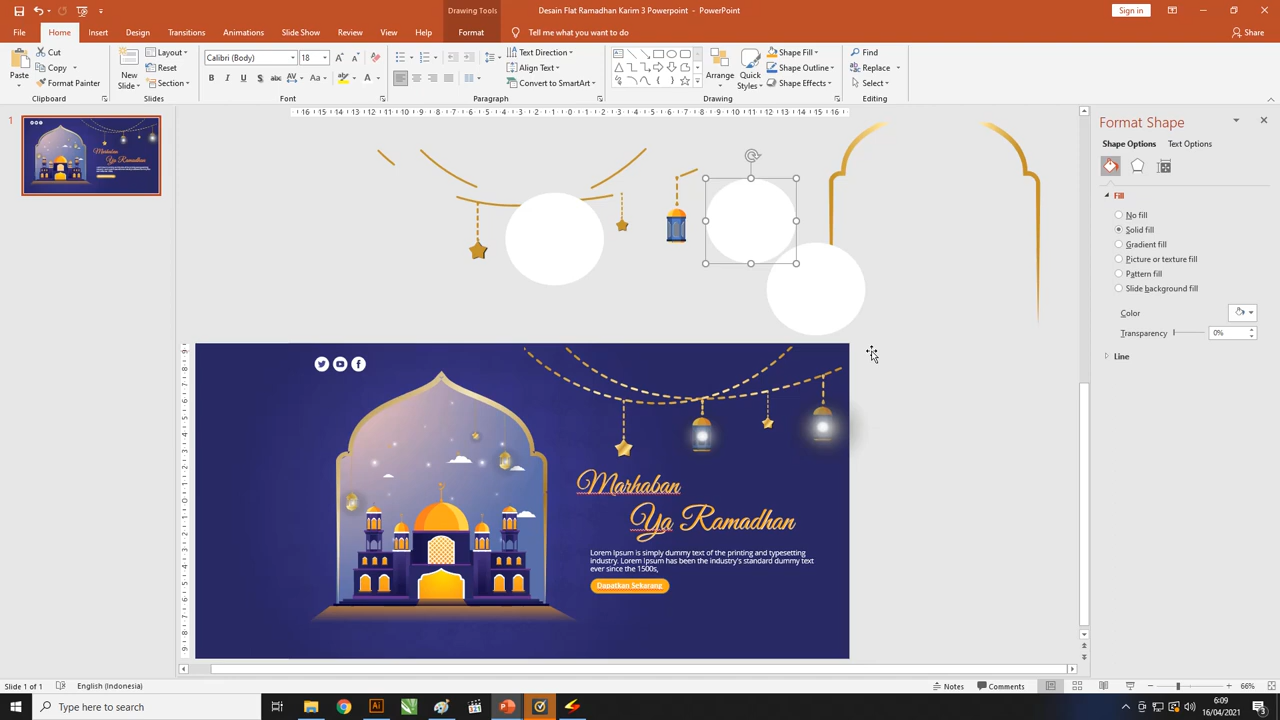 Drawing Tools
Desain Flat Ramadhan Karim 3 Powerpoint - PowerPoint
Sign in
File Home Insert Design Transitions Animations Slide Show Review View Help Format Tell me what you want to do Share
Cut
Copy
Format Painter
Paste
Clipboard
New Slide
Layout
Reset
Section
Slides
Calibri (Body) 18
B I U S abc AV Aa
Font
Text Direction
Align Text
Convert to SmartArt
Paragraph
Arrange
Quick Styles
Shape Fill
Shape Outline
Shape Effects
Drawing
Find
Replace
Select
Editing
1
Format Shape
Shape Options Text Options
Fill
No fill
Solid fill
Gradient fill
Picture or texture fill
Pattern fill
Slide background fill
Color
Transparency 0%
Line
Marhaban
Ya Ramadhan
Lorem Ipsum is simply dummy text of the printing and typesetting
industry. Lorem Ipsum has been the industry's standard dummy text
ever since the 1500s,
Dapatkan Sekarang
Slide 1 of 1 English (Indonesia) Notes Comments 66%
Type here to search
6:09
16/04/2021